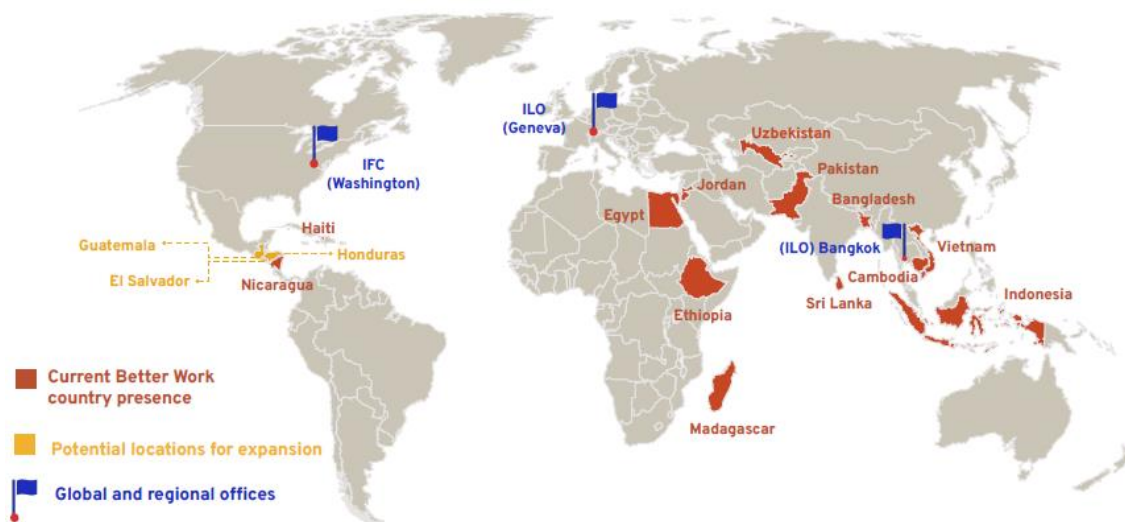 ILO
(Geneva)
Uzbekistan
IFC
(Washington)
Pakistan
Jordan
Bangladesh
Egypt
Haiti
Guatemala
Honduras
(ILO) Bangkok
Vietnam
El Salvador
Nicaragua
Cambodia
Sri Lanka
Indonesia
Ethiopia
Madagascar
Current Better Work
country presence
Potential locations for expansion
Global and regional offices